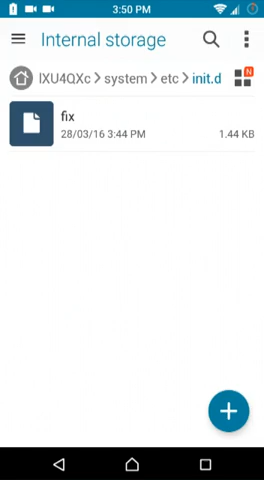 3:50 PM
Internal storage
IXU4QXc > system > etc > init.d
N
fix
28/03/16 3:44 PM 1.44 KB